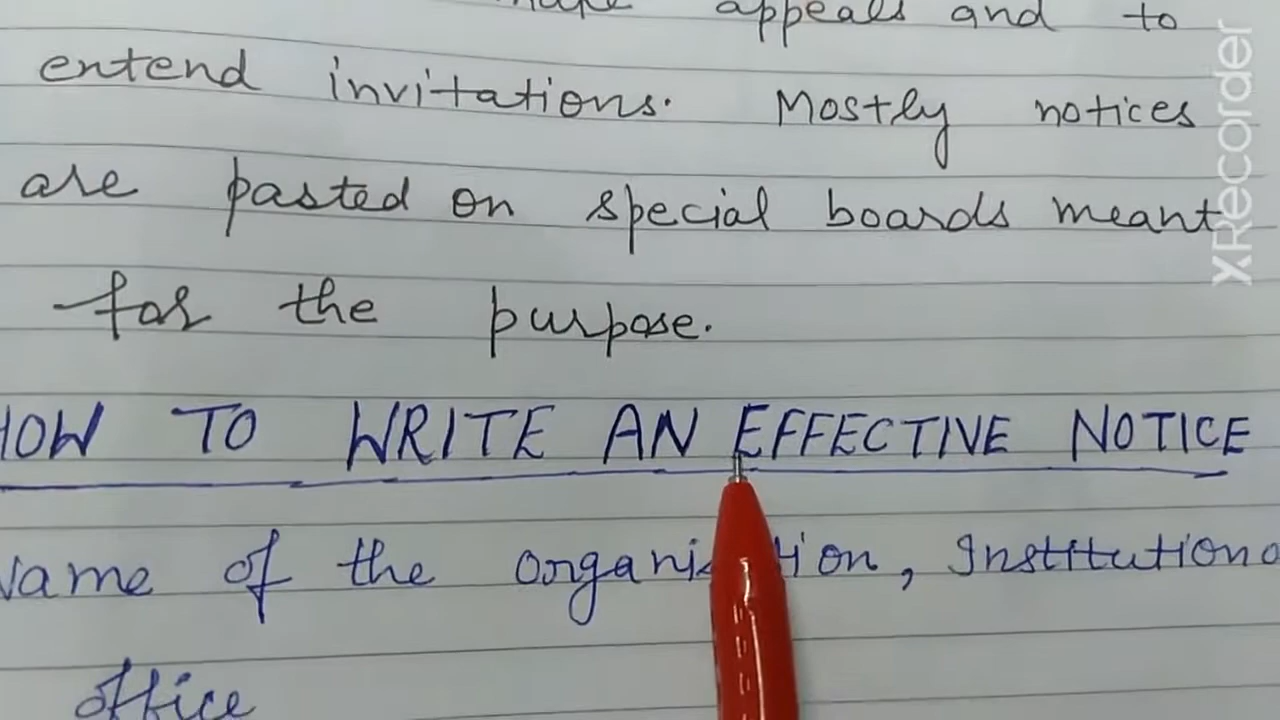 make appeals and to
extend invitations. Mostly notices
are pasted on special boards meant
for the purpose.
HOW TO WRITE AN EFFECTIVE NOTICE
Name of the
, Institution
office
XRecorder